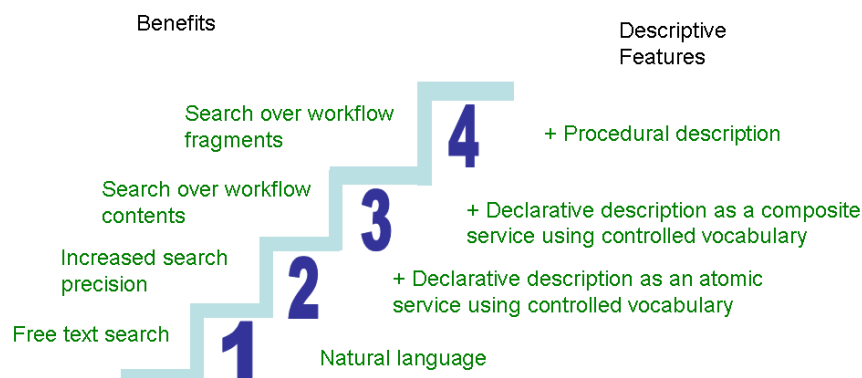 Benefits
Descriptive
Features
Search over workflow
fragments
4
+ Procedural description
Search over workflow
contents
3
+ Declarative description as a composite
service using controlled vocabulary
Increased search
precision
2
+ Declarative description as an atomic
service using controlled vocabulary
Free text search
1
Natural language